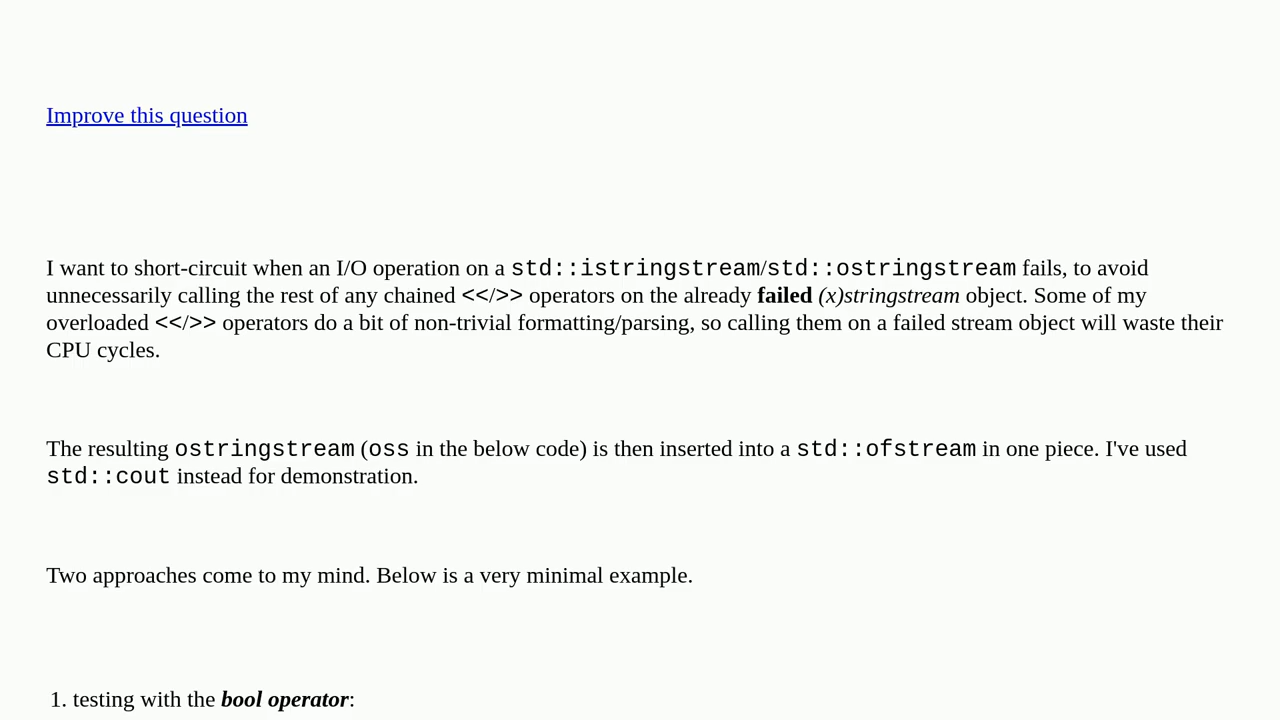 Improve this question
I want to short-circuit when an I/O operation on a std::istringstream/std::ostringstream fails, to avoid
unnecessarily calling the rest of any chained <</>> operators on the already failed (x)stringstream object. Some of my
overloaded <</>> operators do a bit of non-trivial formatting/parsing, so calling them on a failed stream object will waste their
CPU cycles.
The resulting ostringstream (oss in the below code) is then inserted into a std::ofstream in one piece. I've used
std::cout instead for demonstration.
Two approaches come to my mind. Below is a very minimal example.
1. testing with the bool operator: